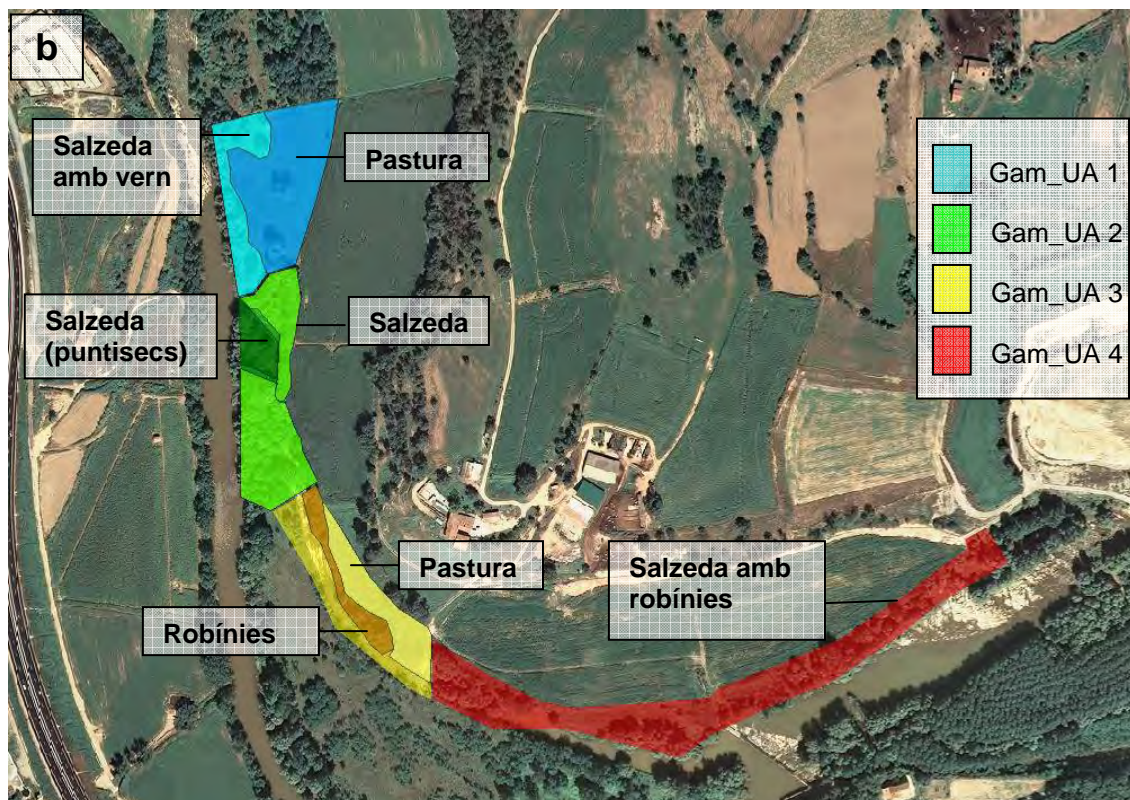 b
Salzeda
amb vern
Pastura
Gam_UA 1
Gam_UA 2
Gam_UA 3
Gam_UA 4
Salzeda
(puntisecs)
Salzeda
Pastura
Salzeda amb
robínies
Robínies